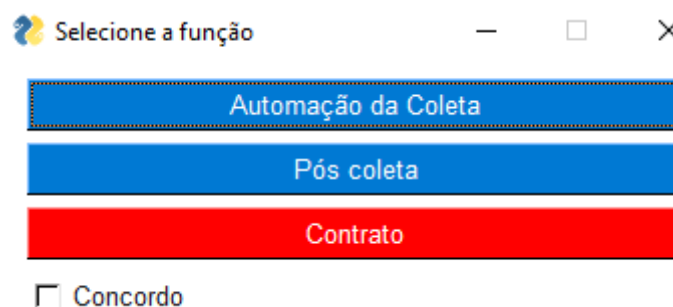 Selecione a função
Automação da Coleta
Pós coleta
Contrato
Concordo